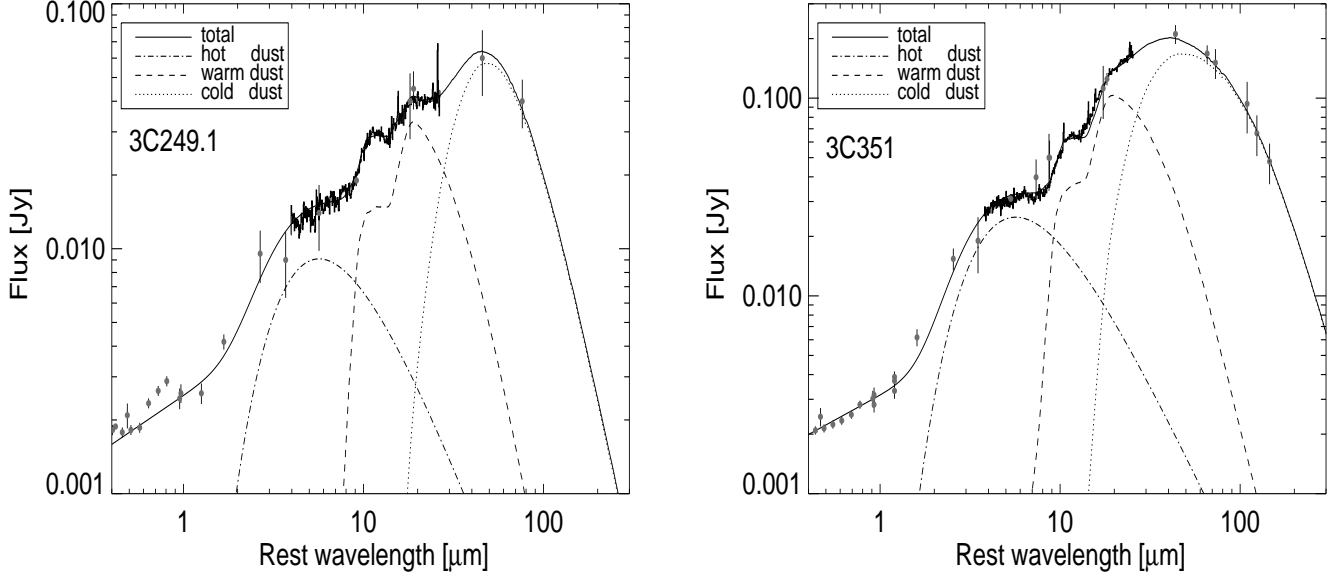 0.100
total
hot dust
warm dust
cold dust
3C249.1
0.010
0.001
1 10 100
Flux [Jy]
Rest wavelength [μm]
total
hot dust
warm dust
cold dust
3C351
0.100
0.010
0.001
1 10 100
Flux [Jy]
Rest wavelength [μm]